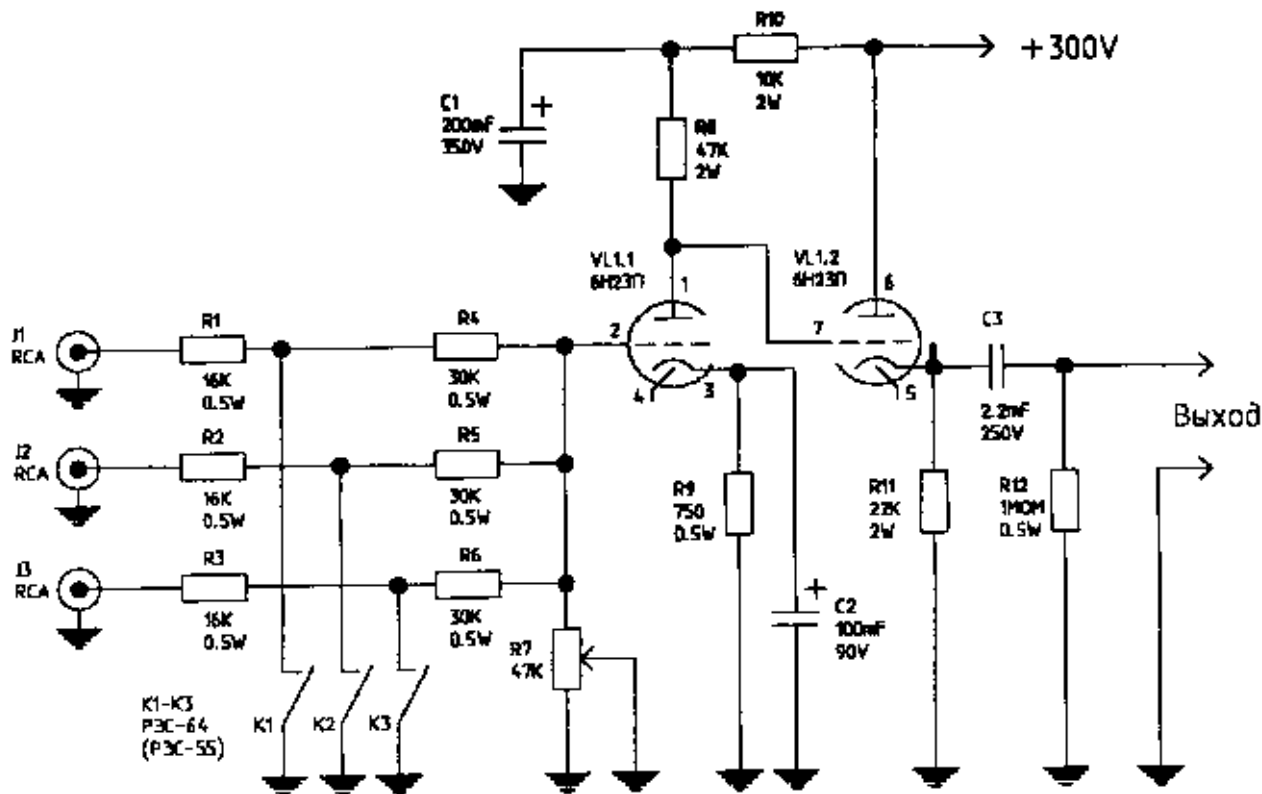 R10
10K
2W
+300V
C1
200mF
350V
+
R8
47K
2W
VL1.1
6Н23П
1
2
3
4
VL1.2
6Н23П
6
7
5
J1
RCA
R1
16K
0.5W
R4
30K
0.5W
J2
RCA
R2
16K
0.5W
R5
30K
0.5W
J3
RCA
R3
16K
0.5W
R6
30K
0.5W
R7
47K
K1-K3
РЭС-64
(РЭС-55)
K1
K2
K3
R9
750
0.5W
+
C2
100mF
90V
C3
2.2mF
250V
R11
22K
2W
R12
1MOM
0.5W
Выход